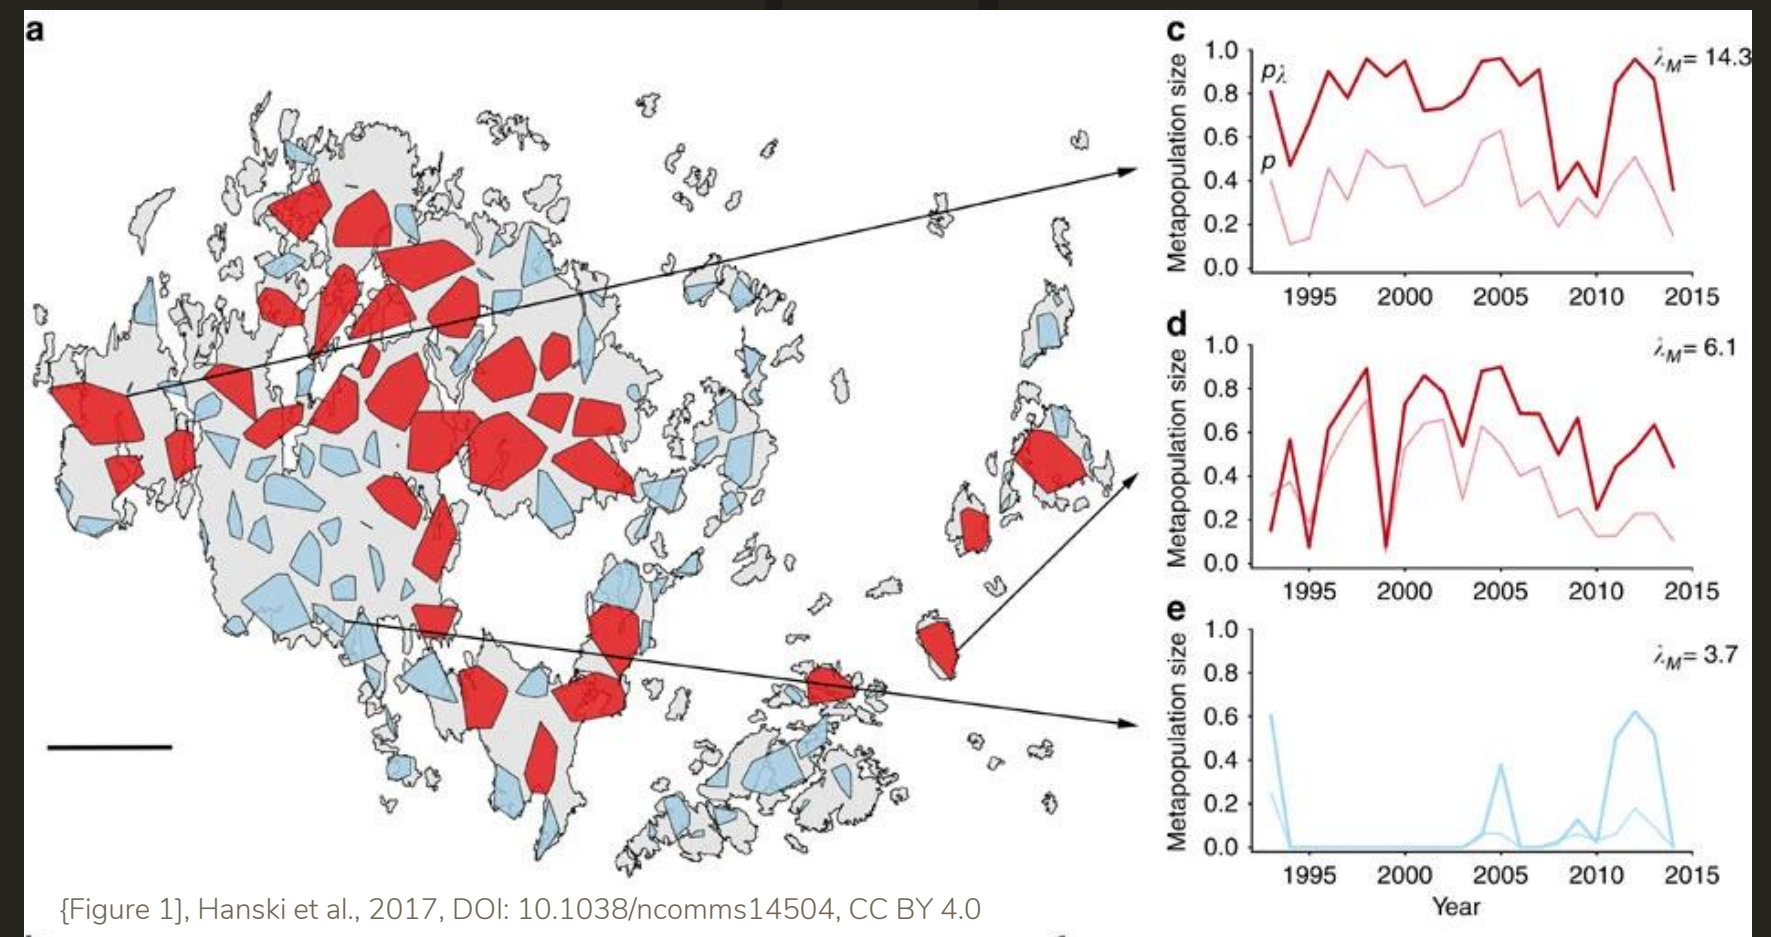 a
c
Metapopulation size
1.0
0.8
0.6
0.4
0.2
0.0
pλ
p
λM= 14.3
1995 2000 2005 2010 2015
d
Metapopulation size
1.0
0.8
0.6
0.4
0.2
0.0
λM= 6.1
1995 2000 2005 2010 2015
e
Metapopulation size
1.0
0.8
0.6
0.4
0.2
0.0
λM= 3.7
1995 2000 2005 2010 2015
Year
{Figure 1], Hanski et al., 2017, DOI: 10.1038/ncomms14504, CC BY 4.0